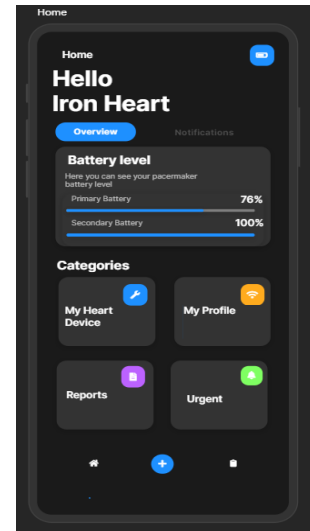 Home
Home
Hello
Iron Heart
Overview
Notifications
Battery level
Here you can see your pacermaker
battery level
Primary Battery
76%
Secondary Battery
100%
Categories
My Heart
Device
My Profile
Reports
Urgent